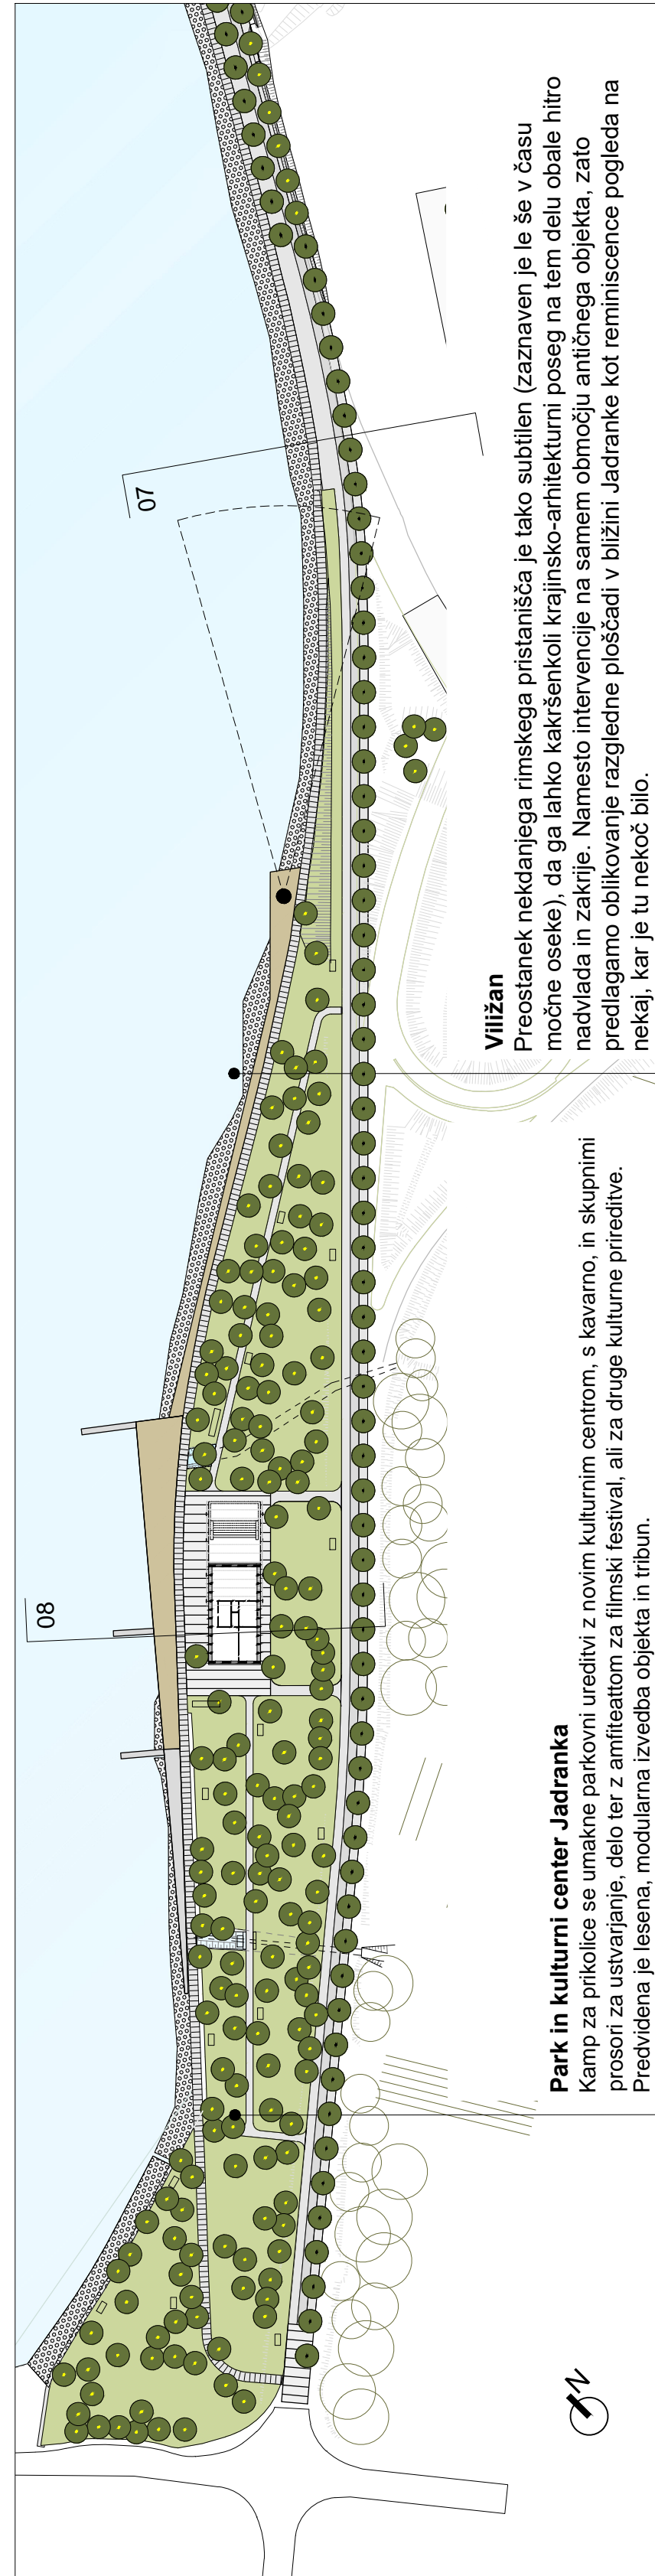 07
08
Viližan
Preostanek nekdanjega rimskega pristanišča je tako subtilen (zaznaven je le še v času
močne oseke), da ga lahko kakršenkoli krajinsko-arhitekturni poseg na tem delu obale hitro
nadvlada in zakrije. Namesto intervencije na samem območju antičnega objekta, zato
predlagamo oblikovanje razgledne ploščadi v bližini Jadranke kot reminiscence pogleda na
nekaj, kar je tu nekoč bilo.
Park in kulturni center Jadranka
Kamp za prikolice se umakne parkovni ureditvi z novim kulturnim centrom, s kavarno, in skupnimi
prosori za ustvarjanje, delo ter z amfiteattom za filmski festival, ali za druge kulturne prireditve.
Predvidena je lesena, modularna izvedba objekta in tribun.
N